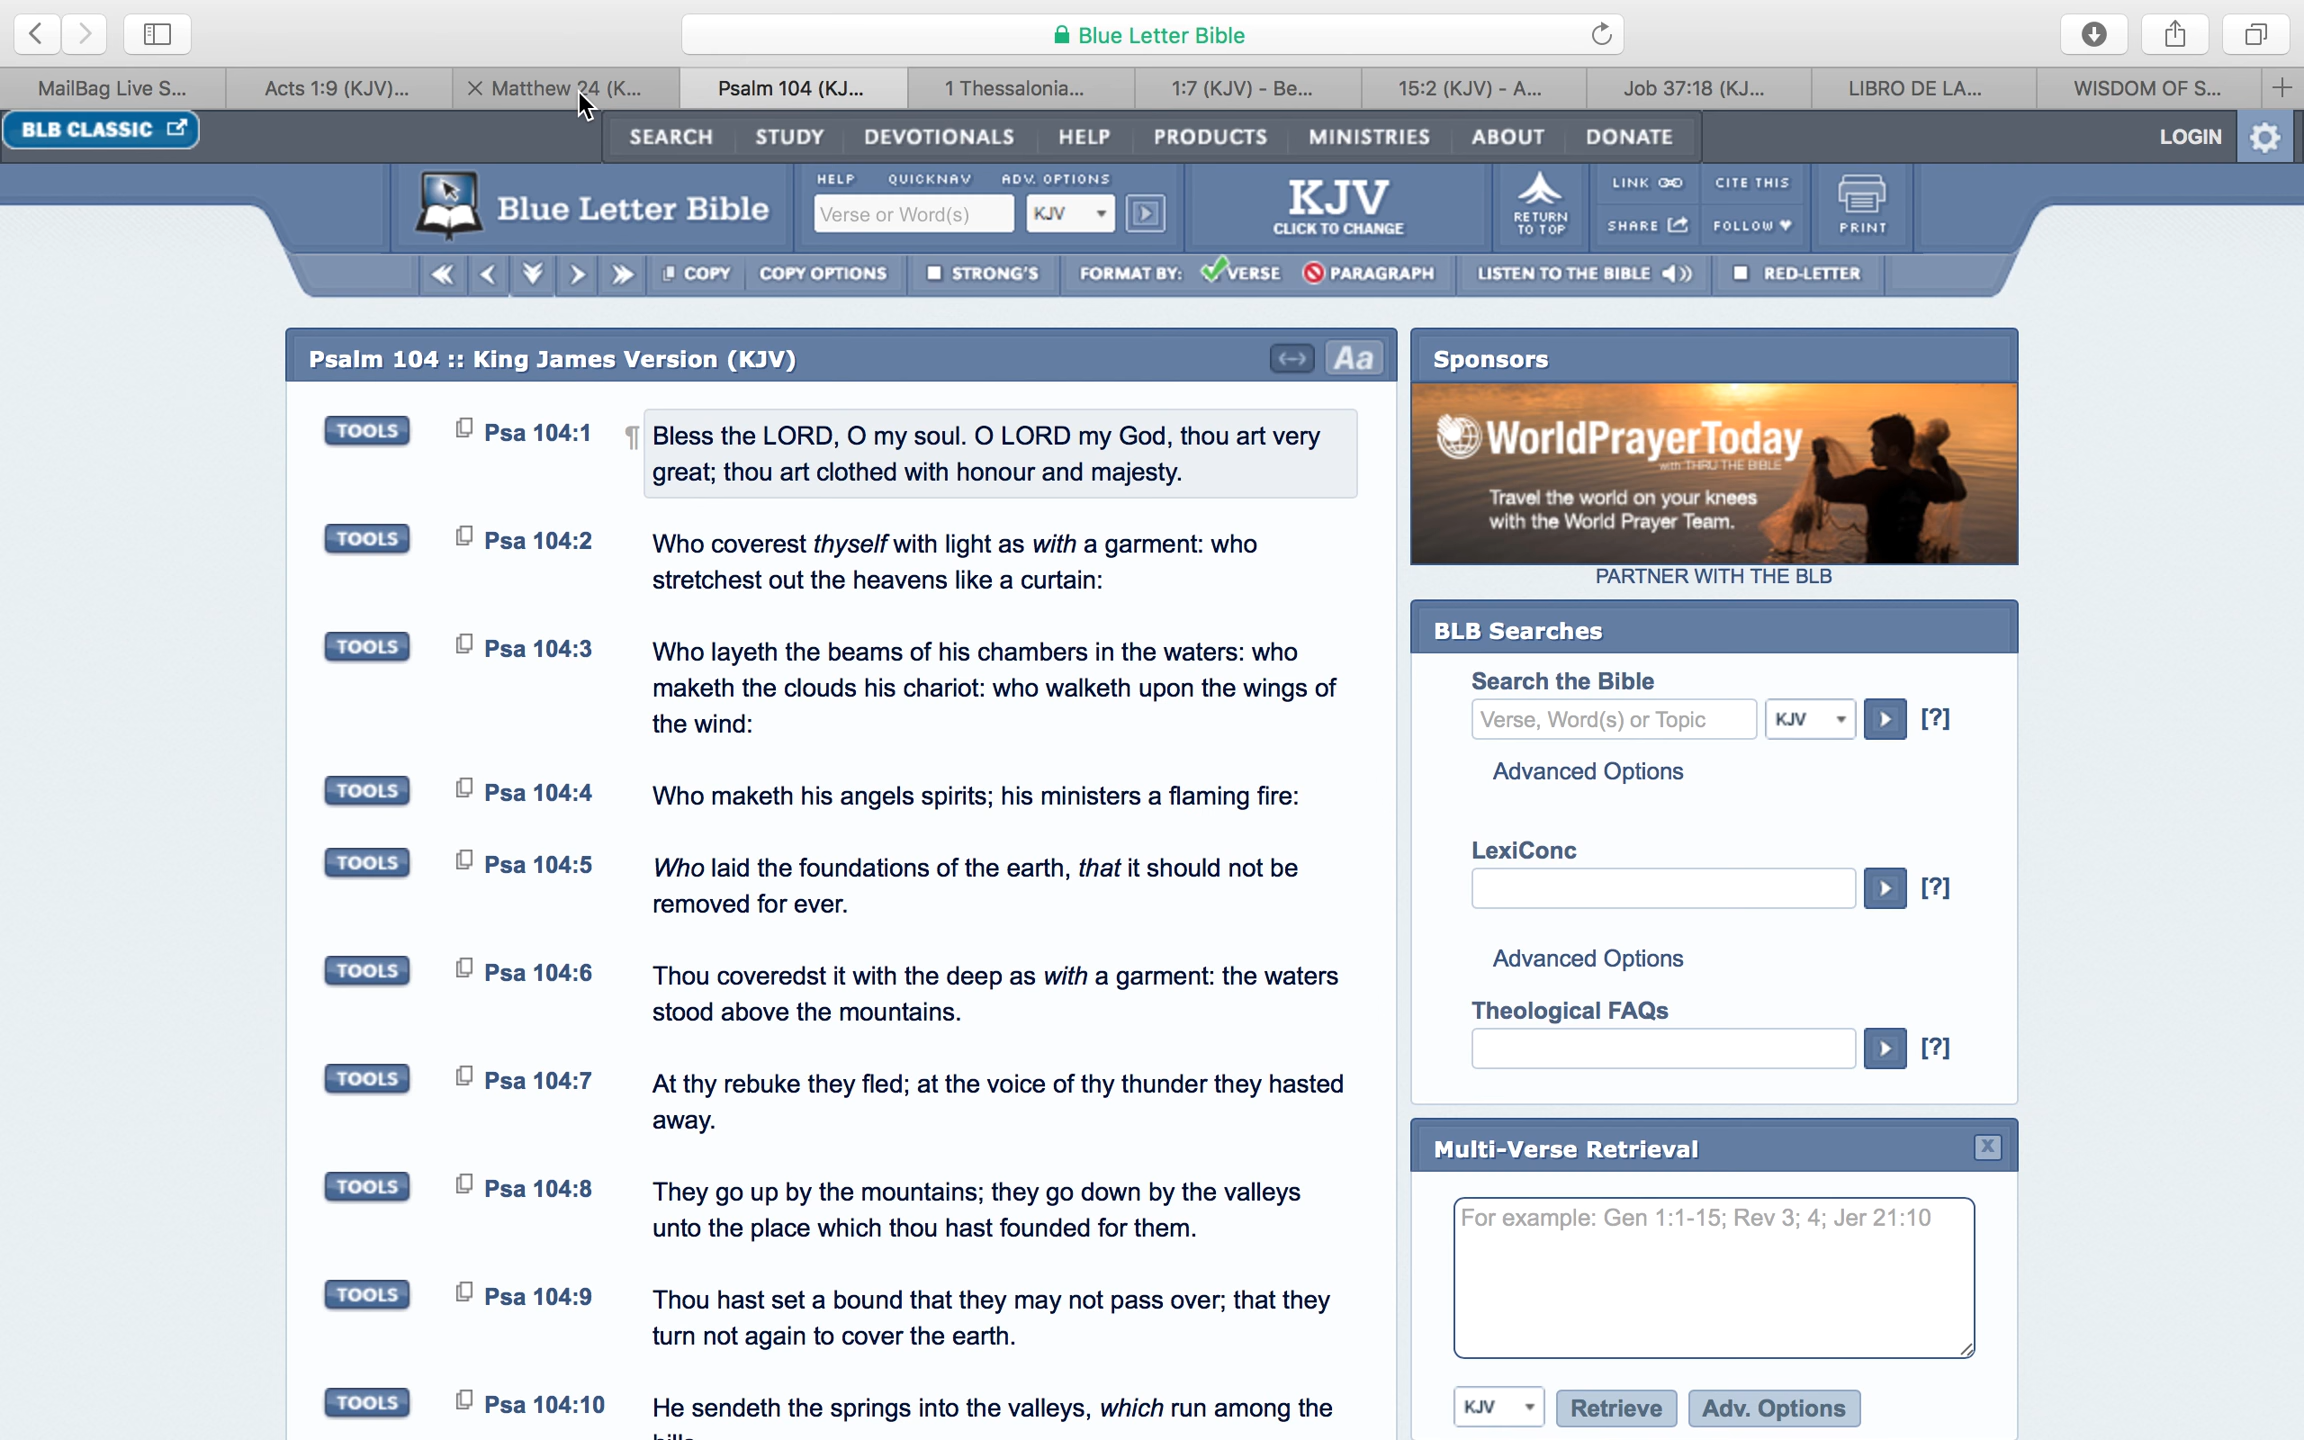 Blue Letter Bible
MailBag Live S...
Acts 1:9 (KJV)...
Matthew 24 (K...
Psalm 104 (KJ...
1 Thessalonia...
1:7 (KJV) - Be...
15:2 (KJV) - A...
Job 37:18 (KJ...
LIBRO DE LA...
WISDOM OF S...
BLB CLASSIC
SEARCH STUDY DEVOTIONALS HELP PRODUCTS MINISTRIES ABOUT DONATE
LOGIN
Blue Letter Bible
HELP QUICKNAV ADV. OPTIONS
Verse or Word(s)
KJV
KJV
CLICK TO CHANGE
RETURN
TO TOP
LINK CITE THIS
SHARE FOLLOW
PRINT
COPY COPY OPTIONS STRONG'S FORMAT BY: VERSE PARAGRAPH LISTEN TO THE BIBLE RED-LETTER
Psalm 104 :: King James Version (KJV)
Aa
TOOLS Psa 104:1 ¶ Bless the LORD, O my soul. O LORD my God, thou art very
great; thou art clothed with honour and majesty.
TOOLS Psa 104:2 Who coverest thyself with light as with a garment: who
stretchest out the heavens like a curtain:
TOOLS Psa 104:3 Who layeth the beams of his chambers in the waters: who
maketh the clouds his chariot: who walketh upon the wings of
the wind:
TOOLS Psa 104:4 Who maketh his angels spirits; his ministers a flaming fire:
TOOLS Psa 104:5 Who laid the foundations of the earth, that it should not be
removed for ever.
TOOLS Psa 104:6 Thou coveredst it with the deep as with a garment: the waters
stood above the mountains.
TOOLS Psa 104:7 At thy rebuke they fled; at the voice of thy thunder they hasted
away.
TOOLS Psa 104:8 They go up by the mountains; they go down by the valleys
unto the place which thou hast founded for them.
TOOLS Psa 104:9 Thou hast set a bound that they may not pass over; that they
turn not again to cover the earth.
TOOLS Psa 104:10 He sendeth the springs into the valleys, which run among the
Sponsors
WorldPrayerToday
with THRU THE BIBLE
Travel the world on your knees
with the World Prayer Team.
PARTNER WITH THE BLB
BLB Searches
Search the Bible
Verse, Word(s) or Topic
KJV
[?]
Advanced Options
LexiConc
[?]
Advanced Options
Theological FAQs
[?]
Multi-Verse Retrieval
X
For example: Gen 1:1-15; Rev 3; 4; Jer 21:10
KJV
Retrieve
Adv. Options